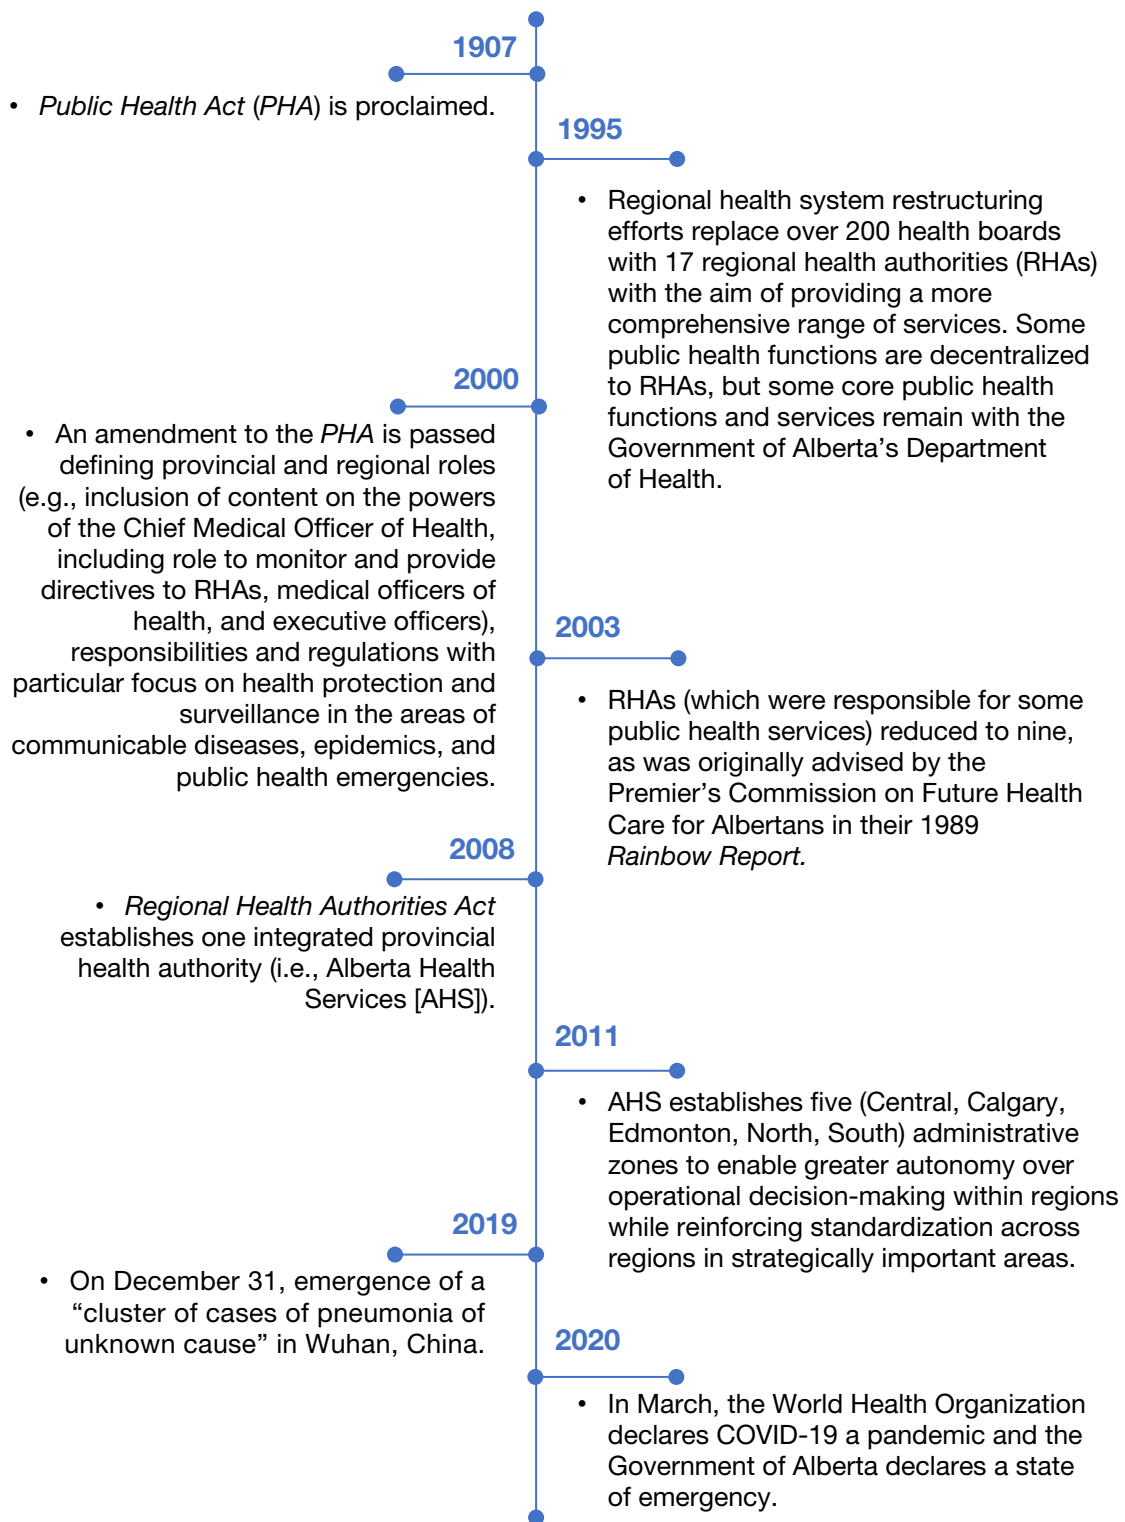 1907
• Public Health Act (PHA) is proclaimed.
1995
• Regional health system restructuring
efforts replace over 200 health boards
with 17 regional health authorities (RHAs)
with the aim of providing a more
comprehensive range of services. Some
public health functions are decentralized
to RHAs, but some core public health
functions and services remain with the
Government of Alberta’s Department
of Health.
2000
• An amendment to the PHA is passed
defining provincial and regional roles
(e.g., inclusion of content on the powers
of the Chief Medical Officer of Health,
including role to monitor and provide
directives to RHAs, medical officers of
health, and executive officers),
responsibilities and regulations with
particular focus on health protection and
surveillance in the areas of
communicable diseases, epidemics, and
public health emergencies.
2003
• RHAs (which were responsible for some
public health services) reduced to nine,
as was originally advised by the
Premier’s Commission on Future Health
Care for Albertans in their 1989
Rainbow Report.
2008
• Regional Health Authorities Act
establishes one integrated provincial
health authority (i.e., Alberta Health
Services [AHS]).
2011
• AHS establishes five (Central, Calgary,
Edmonton, North, South) administrative
zones to enable greater autonomy over
operational decision-making within regions
while reinforcing standardization across
regions in strategically important areas.
2019
• On December 31, emergence of a
“cluster of cases of pneumonia of
unknown cause” in Wuhan, China.
2020
• In March, the World Health Organization
declares COVID-19 a pandemic and the
Government of Alberta declares a state
of emergency.